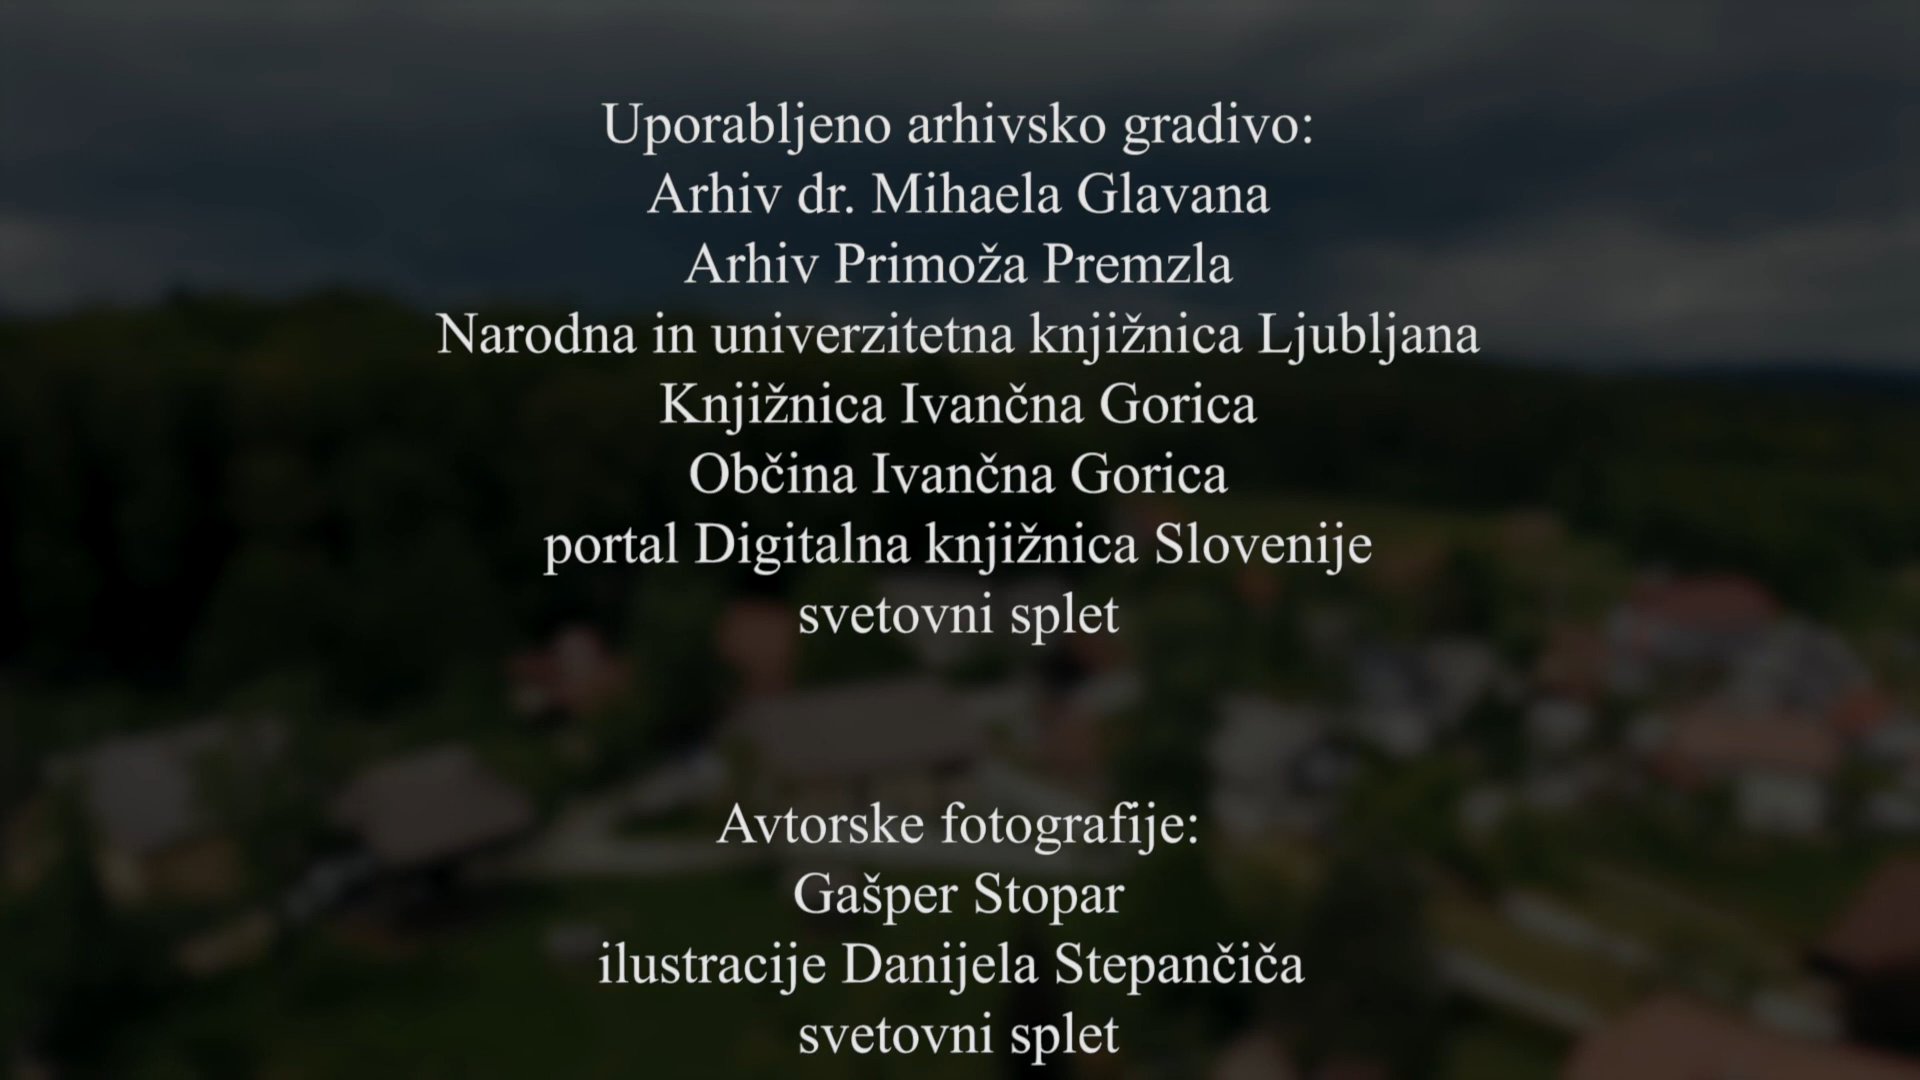 Uporabljeno arhivsko gradivo:
Arhiv dr. Mihaela Glavana
Arhiv Primoža Premzla
Narodna in univerzitetna knjižnica Ljubljana
Knjižnica Ivančna Gorica
Občina Ivančna Gorica
portal Digitalna knjižnica Slovenije
svetovni splet
Avtorske fotografije:
Gašper Stopar
ilustracije Danijela Stepančiča
svetovni splet